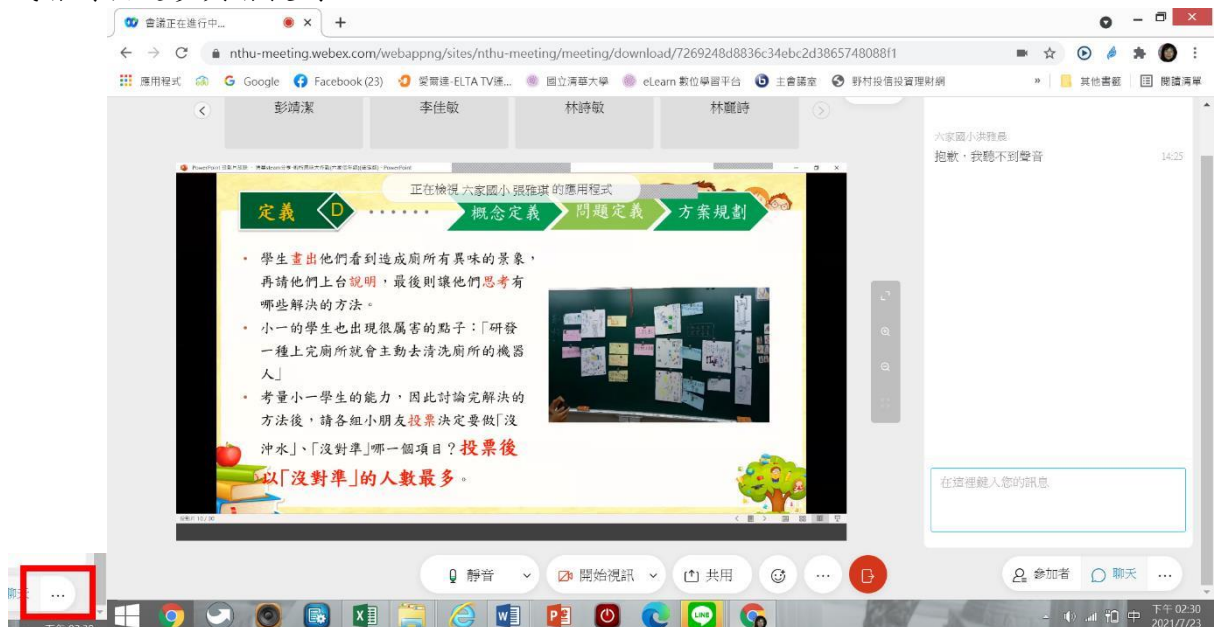 會議正在進行中...
nthu-meeting.webex.com/webappng/sites/nthu-meeting/meeting/download/7269248d8836c34ebc2d3865748088f1
應用程式 Google Facebook (23) 愛爾達-ELTA TV運... 國立清華大學 eLearn 數位學習平台 主會議室 野村投信投資理財網 » 其他書籤 閱讀清單
彭靖潔 李佳敏 林詩敏 林麗詩
六家國小洪雅晨
抱歉,我聽不到聲音 14:25
正在檢視 六家國小 張雅琪 的應用程式
定義 D ...... 概念定義 問題定義 方案規劃
• 學生畫出他們看到造成廁所有異味的景象,
再請他們上台說明,最後則讓他們思考有
哪些解決的方法。
• 小一的學生也出現很厲害的點子:「研發
一種上完廁所就會主動去清洗廁所的機器
人」
• 考量小一學生的能力,因此討論完解決的
方法後,請各組小朋友投票決定要做「沒
沖水」、「沒對準」哪一個項目?投票後
以「沒對準」的人數最多。
在這裡鍵入您的訊息
靜音 開始視訊 共用 ...
參加者 聊天 ...
...
中 下午 02:30
2021/7/23